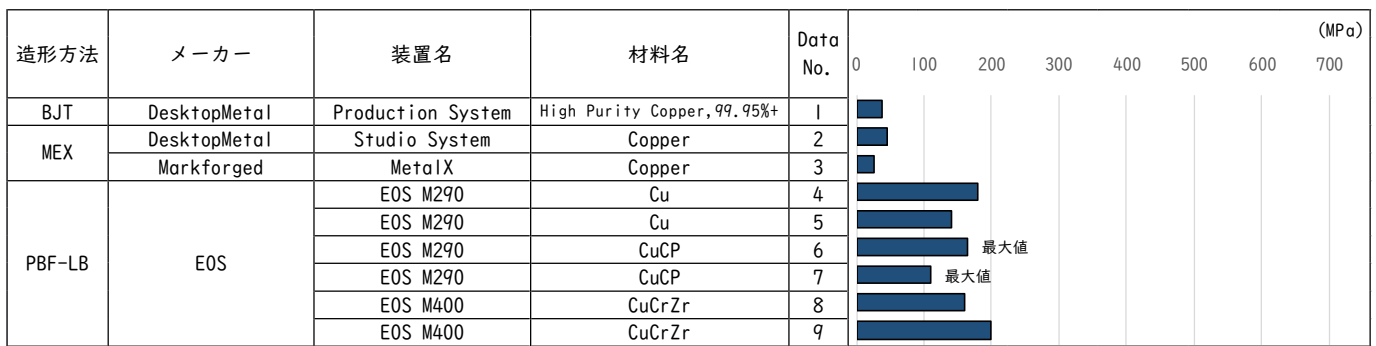 (MPa)
造形方法 メーカー 装置名 材料名 Data No. 0 100 200 300 400 500 600 700
BJT DesktopMetal Production System High Purity Copper,99.95%+ 1
MEX DesktopMetal Studio System Copper 2
Markforged MetalX Copper 3
PBF-LB EOS EOS M290 Cu 4
EOS M290 Cu 5
EOS M290 CuCP 6 最大値
EOS M290 CuCP 7 最大値
EOS M400 CuCrZr 8
EOS M400 CuCrZr 9